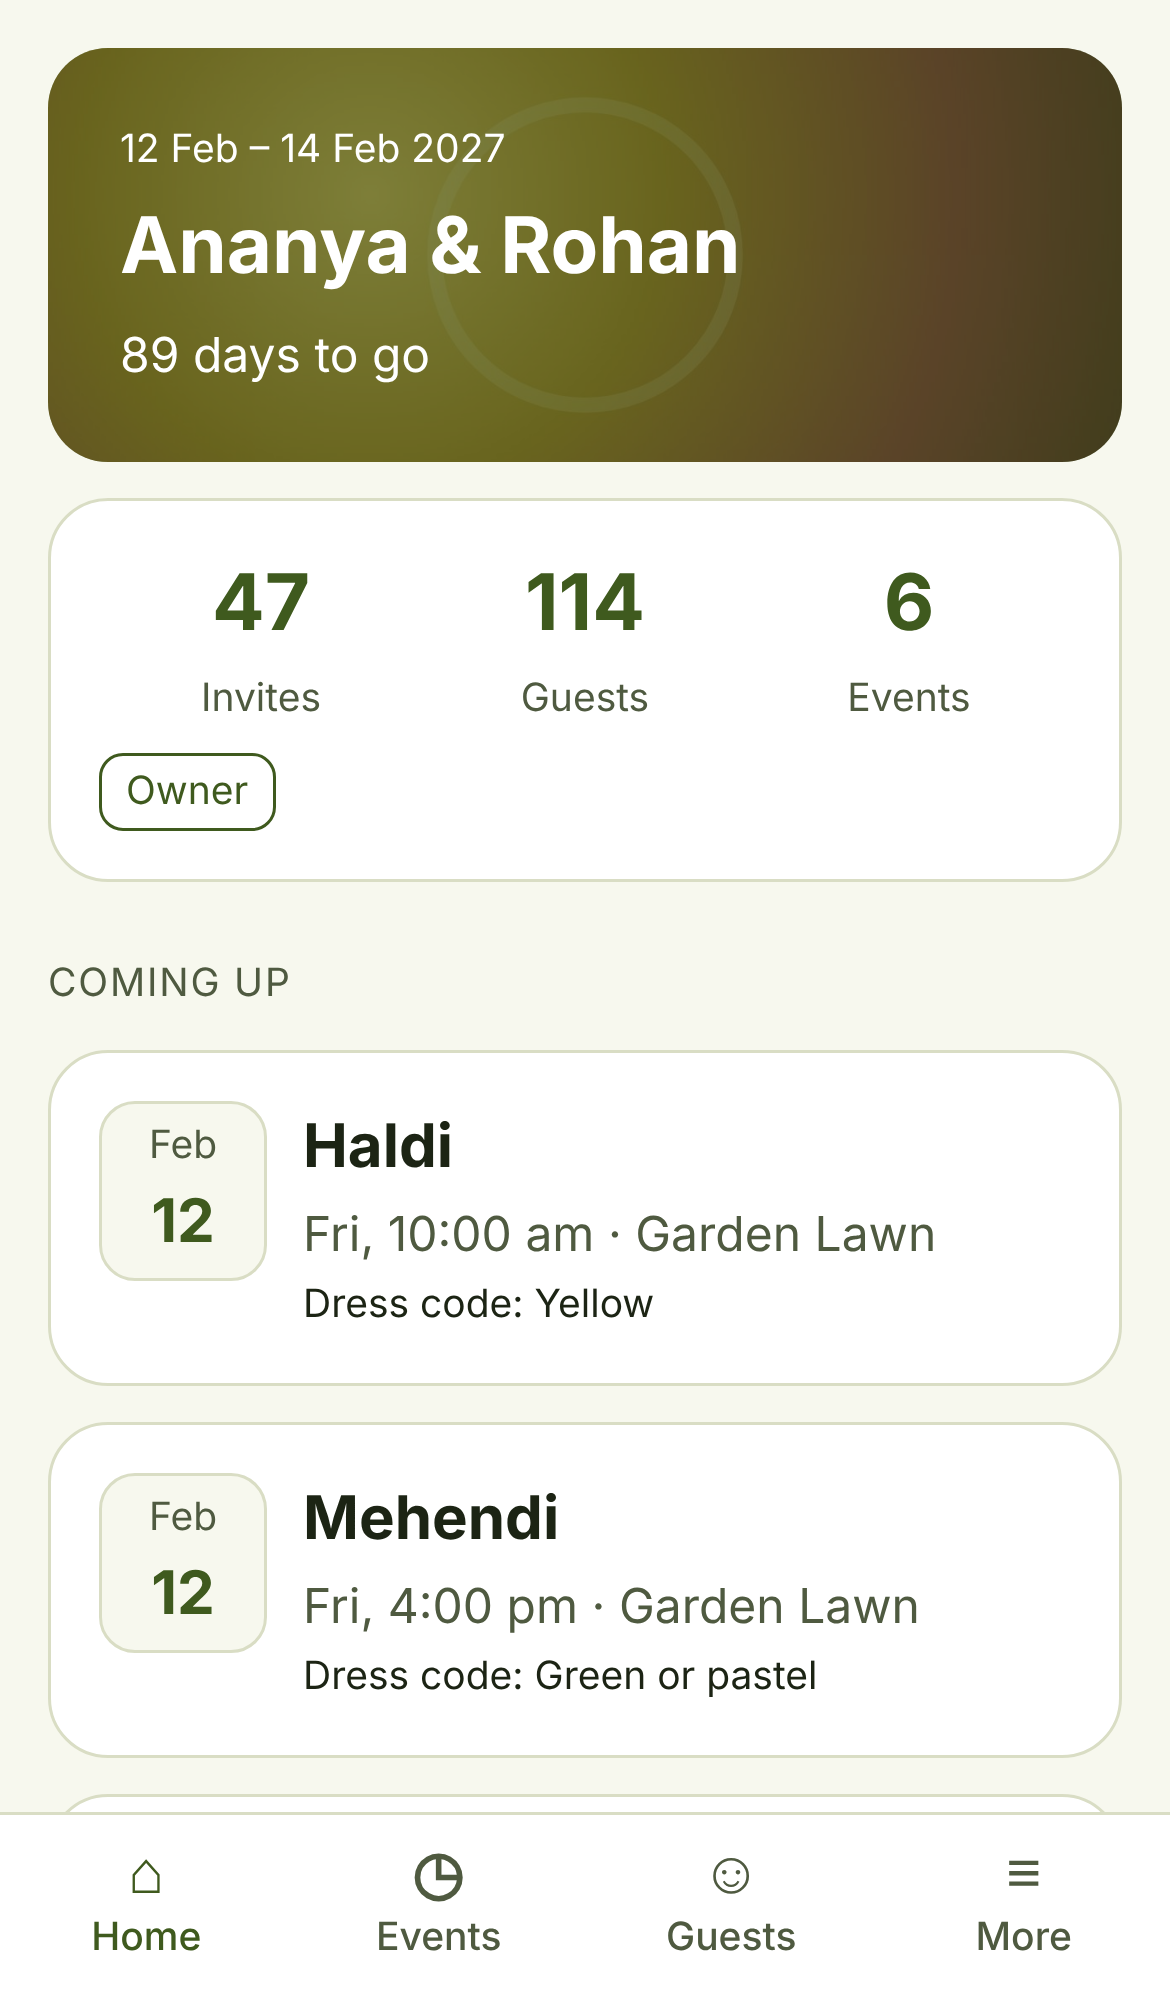 12 Feb – 14 Feb 2027
Ananya & Rohan
89 days to go
47
Invites
114
Guests
6
Events
Owner
COMING UP
Feb
12
Haldi
Fri, 10:00 am · Garden Lawn
Dress code: Yellow
Feb
12
Mehendi
Fri, 4:00 pm · Garden Lawn
Dress code: Green or pastel
Home
Events
Guests
More